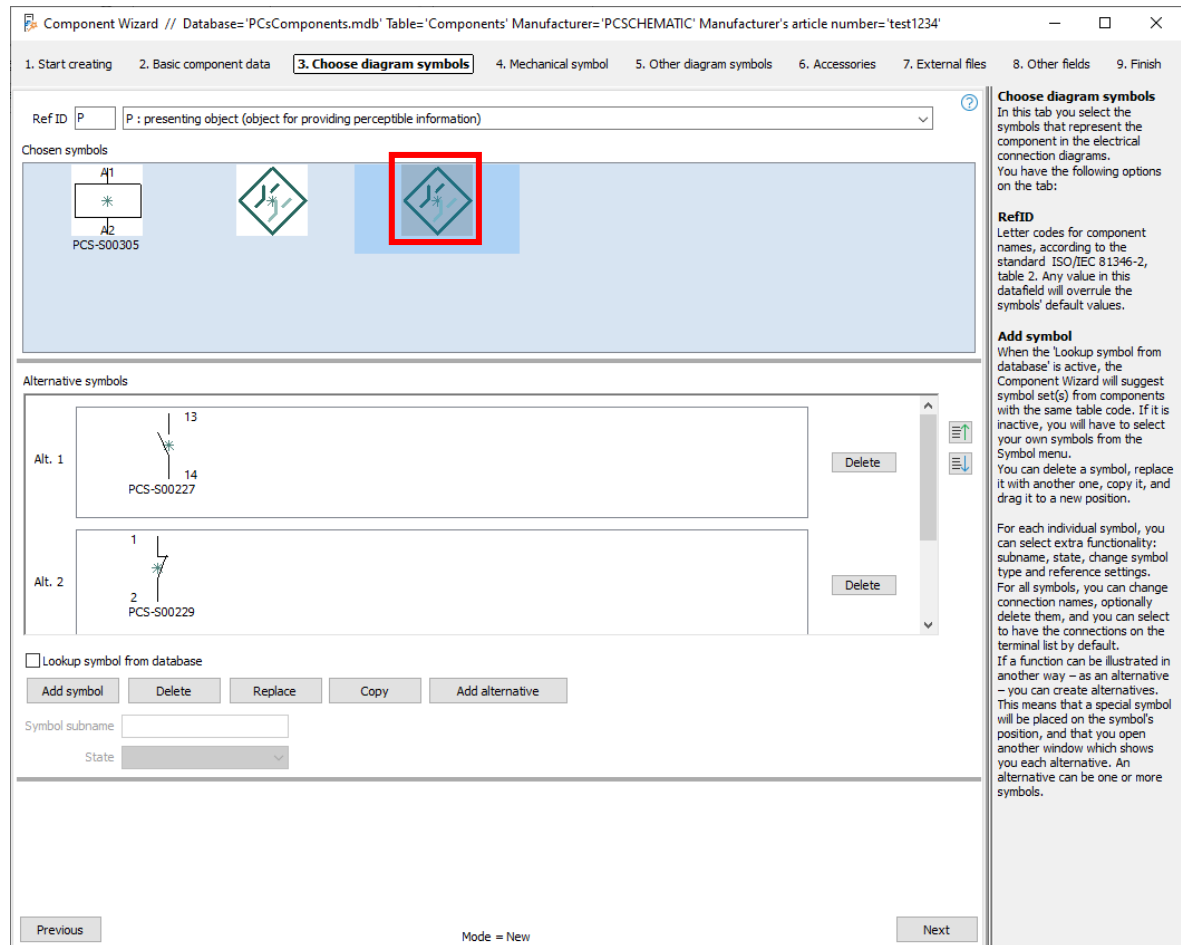 Component Wizard // Database='PCsComponents.mdb' Table='Components' Manufacturer='PCSCHEMATIC' Manufacturer's article number='test1234'
1. Start creating
2. Basic component data
3. Choose diagram symbols
4. Mechanical symbol
5. Other diagram symbols
6. Accessories
7. External files
8. Other fields
9. Finish
Ref ID P P : presenting object (object for providing perceptible information)
?
Chosen symbols
A1
A2
PCS-S00305
Alternative symbols
Alt. 1
13
14
PCS-S00227
Delete
Alt. 2
1
2
PCS-S00229
Delete
Lookup symbol from database
Add symbol
Delete
Replace
Copy
Add alternative
Symbol subname
State
Previous
Mode = New
Next
Choose diagram symbols
In this tab you select the
symbols that represent the
component in the electrical
connection diagrams.
You have the following options
on the tab:
RefID
Letter codes for component
names, according to the
standard ISO/IEC 81346-2,
table 2. Any value in this
datafield will overrule the
symbols' default values.
Add symbol
When the 'Lookup symbol from
database' is active, the
Component Wizard will suggest
symbol set(s) from components
with the same table code. If it is
inactive, you will have to select
your own symbols from the
Symbol menu.
You can delete a symbol, replace
it with another one, copy it, and
drag it to a new position.
For each individual symbol, you
can select extra functionality:
subname, state, change symbol
type and reference settings.
For all symbols, you can change
connection names, optionally
delete them, and you can select
to have the connections on the
terminal list by default.
If a function can be illustrated in
another way – as an alternative
– you can create alternatives.
This means that a special symbol
will be placed on the symbol's
position, and that you open
another window which shows
you each alternative. An
alternative can be one or more
symbols.